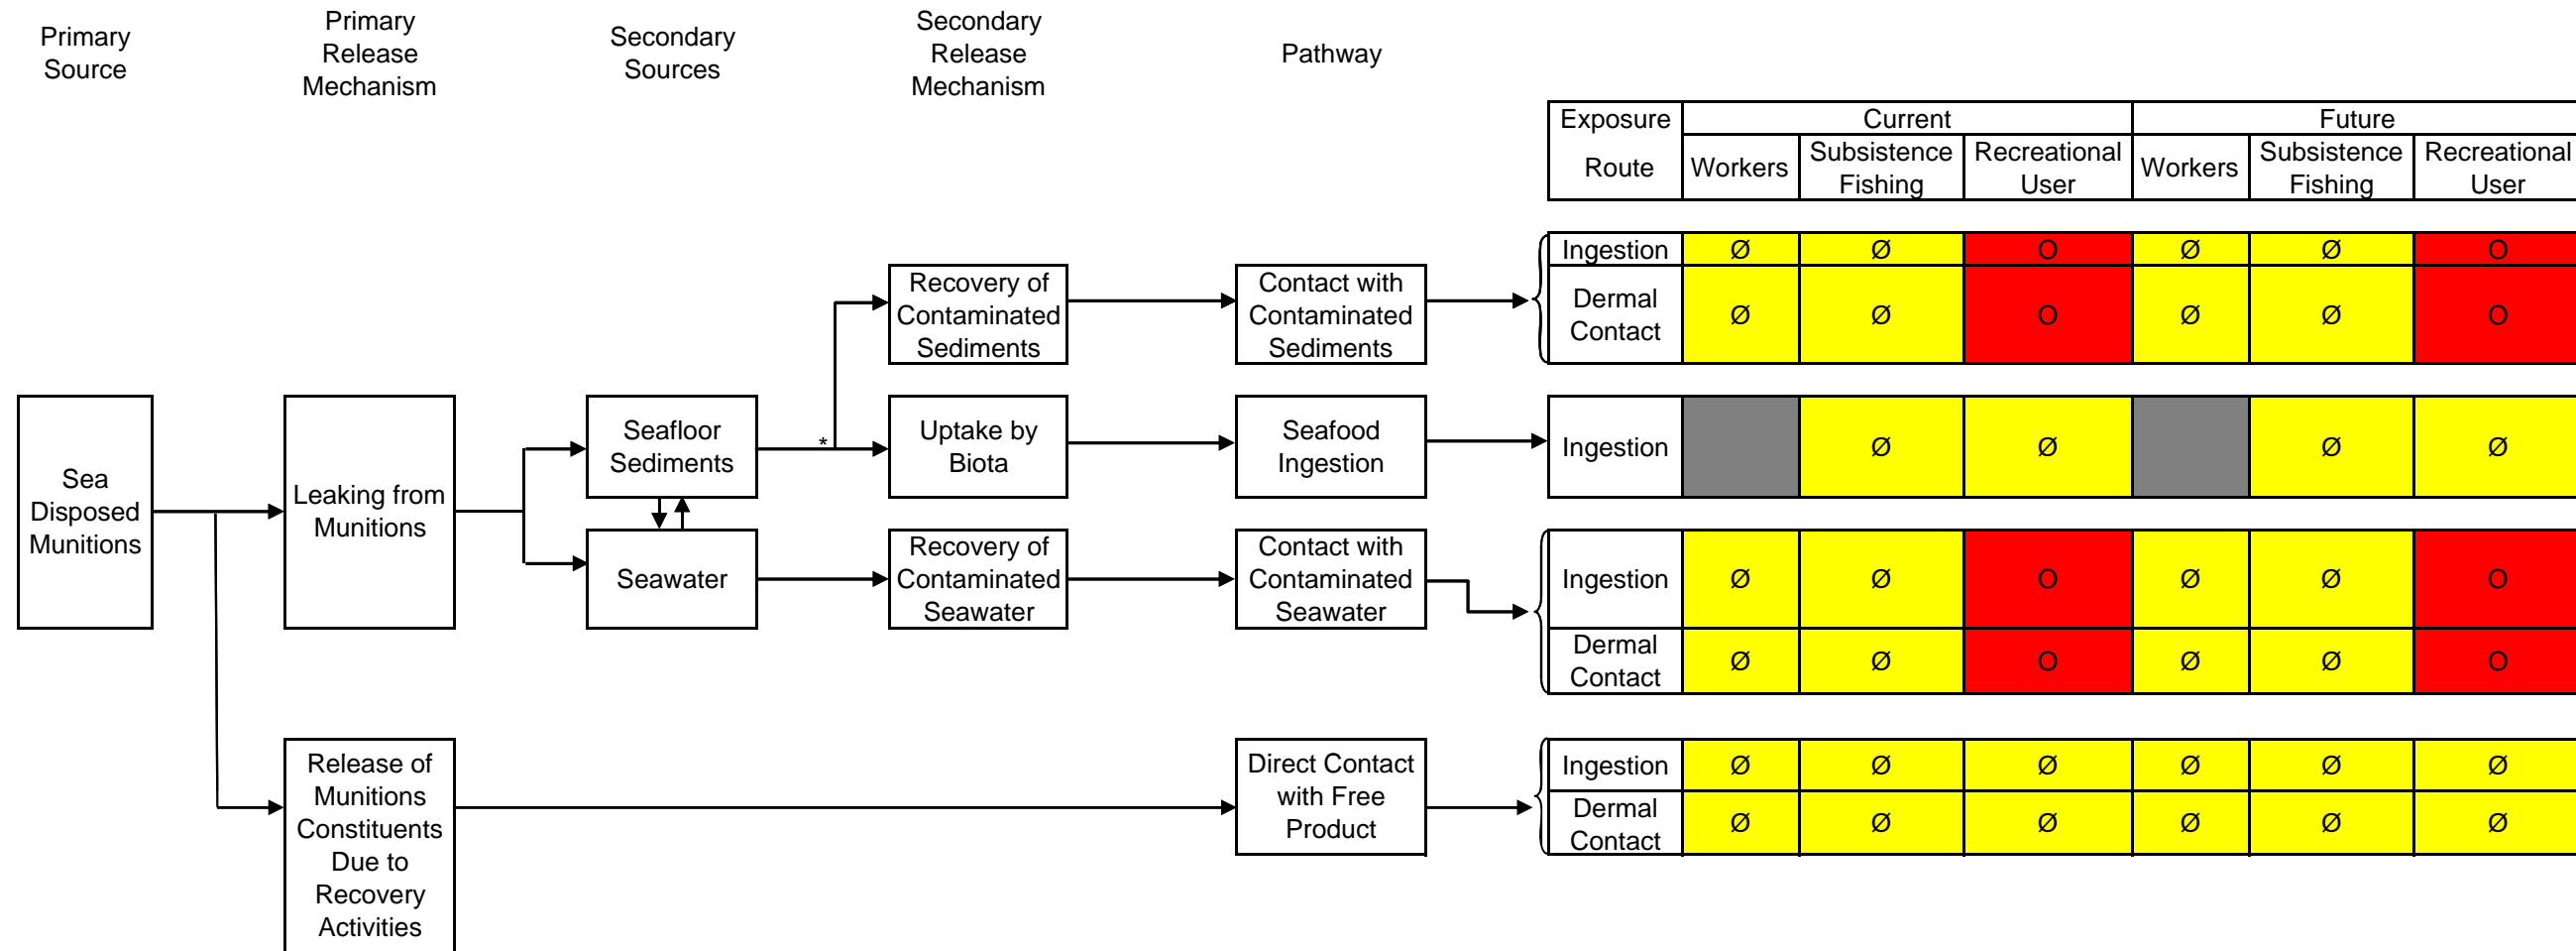 Primary
Source
Primary
Release
Mechanism
Secondary
Sources
Secondary
Release
Mechanism
Pathway
Exposure
Route
Current
Future
Workers
Subsistence
Fishing
Recreational
User
Workers
Subsistence
Fishing
Recreational
User
Recovery of
Contaminated
Sediments
Contact with
Contaminated
Sediments
Ingestion Ø Ø O Ø Ø O
Dermal
Contact
Ø Ø O Ø Ø O
Sea
Disposed
Munitions
Leaking from
Munitions
Seafloor
Sediments
*
Uptake by
Biota
Seafood
Ingestion
Ingestion Ø Ø Ø Ø
Seawater
Recovery of
Contaminated
Seawater
Contact with
Contaminated
Seawater
Ingestion Ø Ø O Ø Ø O
Dermal
Contact
Ø Ø O Ø Ø O
Release of
Munitions
Constituents
Due to
Recovery
Activities
Direct Contact
with Free
Product
Ingestion Ø Ø Ø Ø Ø Ø
Dermal
Contact
Ø Ø Ø Ø Ø Ø